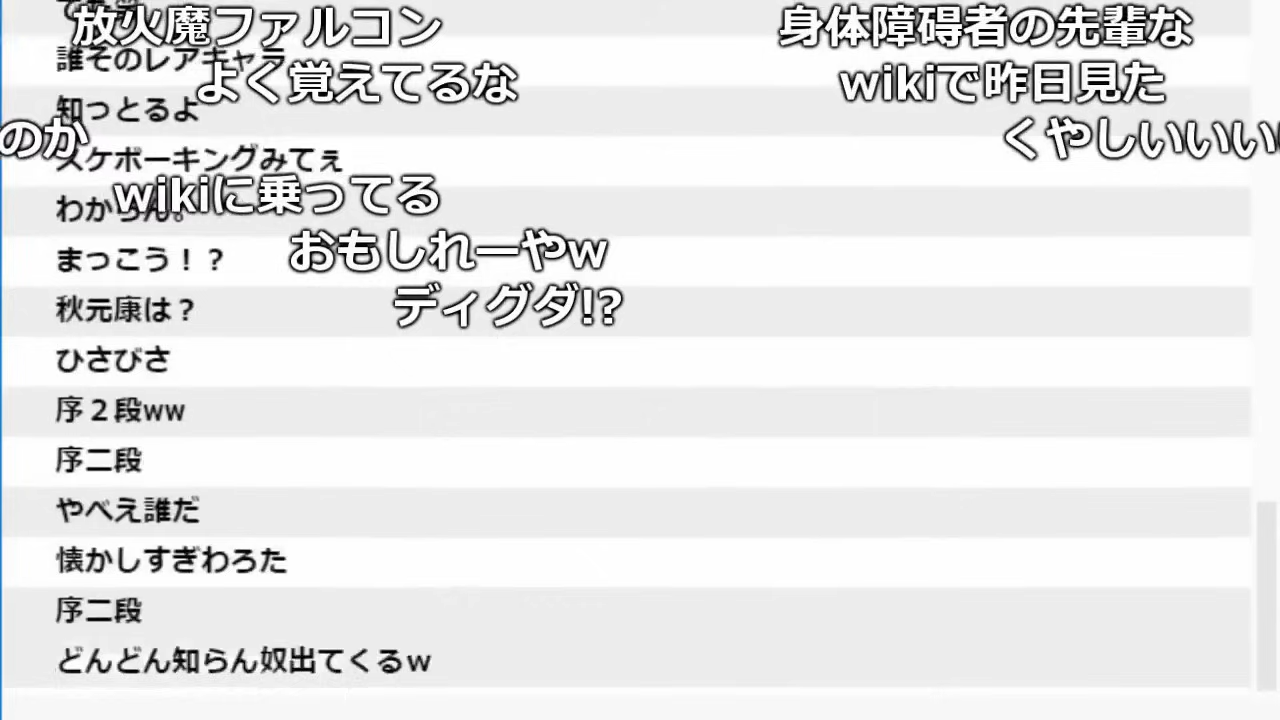 放火魔ファルコン
身体障碍者の先輩な
誰そのレアキャラ
よく覚えてるな
wikiで昨日見た
知っとるよ
のか
くやしいいい
スケボーキングみてぇ
wikiに乗ってる
わからん。
おもしれーやw
まっこう！？
秋元康は？
ディグダ!?
ひさびさ
序２段ww
序二段
やべえ誰だ
懐かしすぎわろた
序二段
どんどん知らん奴出てくるｗ